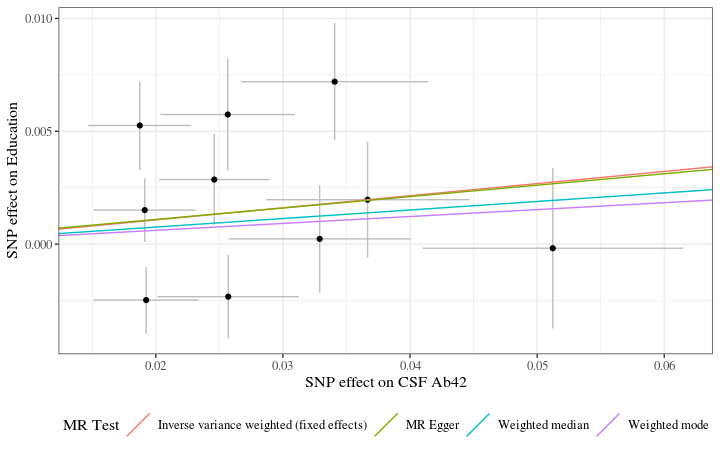 0.010
0.005
0.000
SNP effect on Education
0.02 0.03 0.04 0.05 0.06
SNP effect on CSF Ab42
MR Test Inverse variance weighted (fixed effects) MR Egger Weighted median Weighted mode